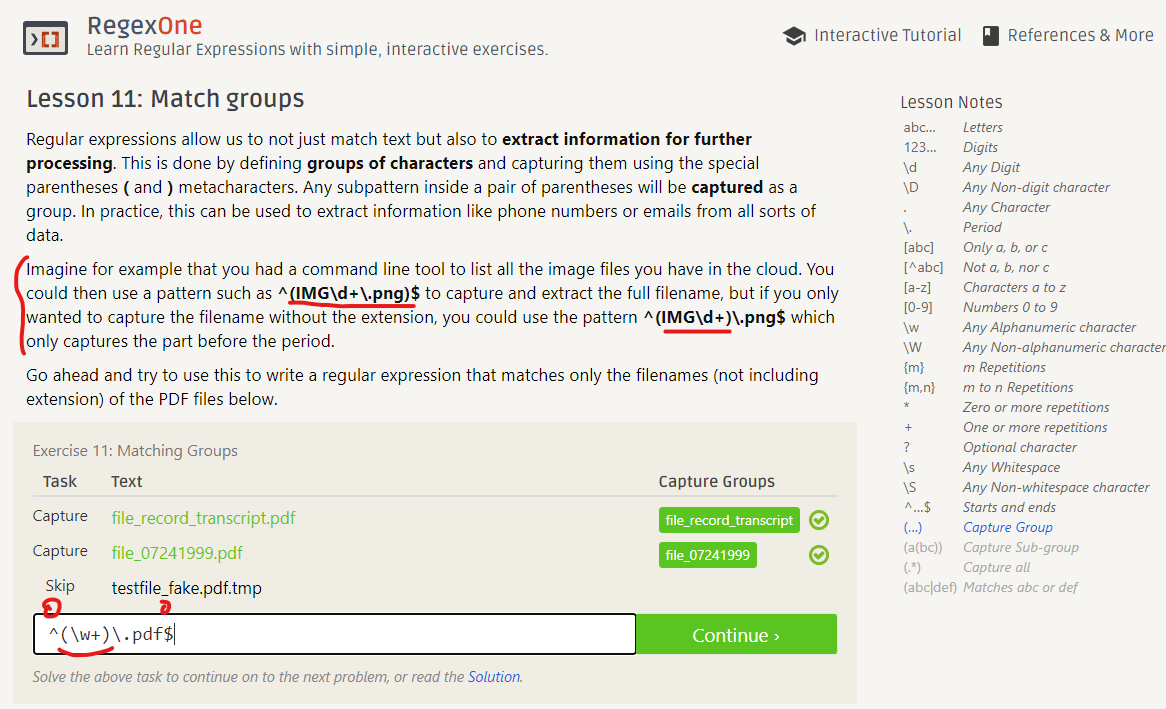 RegexOne
Learn Regular Expressions with simple, interactive exercises.
Interactive Tutorial
References & More
Lesson 11: Match groups
Regular expressions allow us to not just match text but also to extract information for further
processing. This is done by defining groups of characters and capturing them using the special
parentheses ( and ) metacharacters. Any subpattern inside a pair of parentheses will be captured as a
group. In practice, this can be used to extract information like phone numbers or emails from all sorts of
data.
Imagine for example that you had a command line tool to list all the image files you have in the cloud. You
could then use a pattern such as ^(IMG\d+\.png)$ to capture and extract the full filename, but if you only
wanted to capture the filename without the extension, you could use the pattern ^(IMG\d+)\.png$ which
only captures the part before the period.
Go ahead and try to use this to write a regular expression that matches only the filenames (not including
extension) of the PDF files below.
Exercise 11: Matching Groups
Task Text Capture Groups
Capture file_record_transcript.pdf file_record_transcript
Capture file_07241999.pdf file_07241999
Skip testfile_fake.pdf.tmp
^(\w+)\.pdf$
Continue ›
Solve the above task to continue on to the next problem, or read the Solution.
Lesson Notes
abc… Letters
123… Digits
\d Any Digit
\D Any Non-digit character
. Any Character
\. Period
[abc] Only a, b, or c
[^abc] Not a, b, nor c
[a-z] Characters a to z
[0-9] Numbers 0 to 9
\w Any Alphanumeric character
\W Any Non-alphanumeric character
{m} m Repetitions
{m,n} m to n Repetitions
* Zero or more repetitions
+ One or more repetitions
? Optional character
\s Any Whitespace
\S Any Non-whitespace character
^…$ Starts and ends
(…) Capture Group
(a(bc)) Capture Sub-group
(.*) Capture all
(abc|def) Matches abc or def